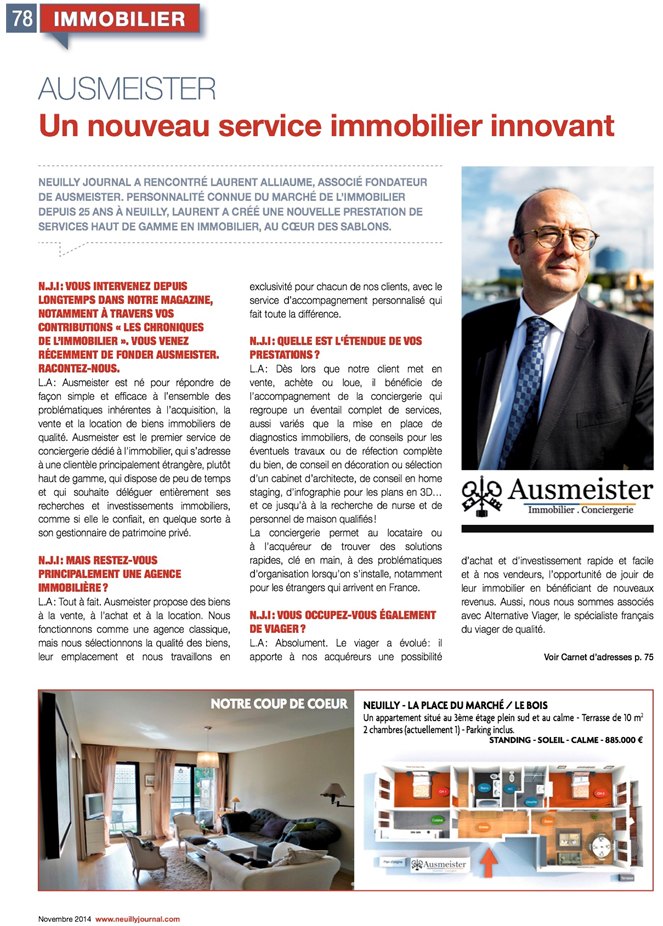 78 IMMOBILIER
AUSMEISTER
Un nouveau service immobilier innovant
NEUILLY JOURNAL A RENCONTRÉ LAURENT ALLIAUME, ASSOCIÉ FONDATEUR
DE AUSMEISTER. PERSONNALITÉ CONNUE DU MARCHÉ DE L'IMMOBILIER
DEPUIS 25 ANS À NEUILLY, LAURENT A CRÉÉ UNE NOUVELLE PRESTATION DE
SERVICES HAUT DE GAMME EN IMMOBILIER, AU CŒUR DES SABLONS.
N.J.I : VOUS INTERVENEZ DEPUIS
LONGTEMPS DANS NOTRE MAGAZINE,
NOTAMMENT À TRAVERS VOS
CONTRIBUTIONS « LES CHRONIQUES
DE L'IMMOBILIER ». VOUS VENEZ
RÉCEMMENT DE FONDER AUSMEISTER.
RACONTEZ-NOUS.
L.A : Ausmeister est né pour répondre de
façon simple et efficace à l'ensemble des
problématiques inhérentes à l'acquisition, la
vente et la location de biens immobiliers de
qualité. Ausmeister est le premier service de
conciergerie dédié à l'immobilier, qui s'adresse
à une clientèle principalement étrangère, plutôt
haut de gamme, qui dispose de peu de temps
et qui souhaite déléguer entièrement ses
recherches et investissements immobiliers,
comme si elle le confiait, en quelque sorte à
son gestionnaire de patrimoine privé.
N.J.I : MAIS RESTEZ-VOUS
PRINCIPALEMENT UNE AGENCE
IMMOBILIÈRE ?
L.A : Tout à fait. Ausmeister propose des biens
à la vente, à l'achat et à la location. Nous
fonctionnons comme une agence classique,
mais nous sélectionnons la qualité des biens,
leur emplacement et nous travaillons en
exclusivité pour chacun de nos clients, avec le
service d'accompagnement personnalisé qui
fait toute la différence.
N.J.I : QUELLE EST L'ÉTENDUE DE VOS
PRESTATIONS ?
L.A : Dès lors que notre client met en
vente, achète ou loue, il bénéficie de
l'accompagnement de la conciergerie qui
regroupe un éventail complet de services,
aussi variés que la mise en place de
diagnostics immobiliers, de conseils pour les
éventuels travaux ou de réfection complète
du bien, de conseil en décoration ou sélection
d'un cabinet d'architecte, de conseil en home
staging, d'infographie pour les plans en 3D...
et ce jusqu'à la recherche de nurse et de
personnel de maison qualifiés !
La conciergerie permet au locataire ou
à l'acquéreur de trouver des solutions
rapides, clé en main, à des problématiques
d'organisation lorsqu'on s'installe, notamment
pour les étrangers qui arrivent en France.
N.J.I : VOUS OCCUPEZ-VOUS ÉGALEMENT
DE VIAGER ?
L.A : Absolument. Le viager a évolué : il
apporte à nos acquéreurs une possibilité
Ausmeister
Immobilier . Conciergerie
d'achat et d'investissement rapide et facile
et à nos vendeurs, l'opportunité de jouir de
leur immobilier en bénéficiant de nouveaux
revenus. Aussi, nous nous sommes associés
avec Alternative Viager, le spécialiste français
du viager de qualité.
Voir Carnet d'adresses p. 75
NOTRE COUP DE COEUR
NEUILLY - LA PLACE DU MARCHÉ / LE BOIS
Un appartement situé au 3ème étage plein sud et au calme - Terrasse de 10 m²
2 chambres (actuellement 1) - Parking inclus.
STANDING - SOLEIL - CALME - 885.000 €
Ausmeister
Novembre 2014 www.neuillyjournal.com